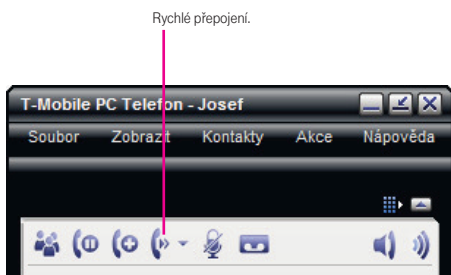 Rychlé přepojení.
T-Mobile PC Telefon - Josef
Soubor Zobrazit Kontakty Akce Nápověda